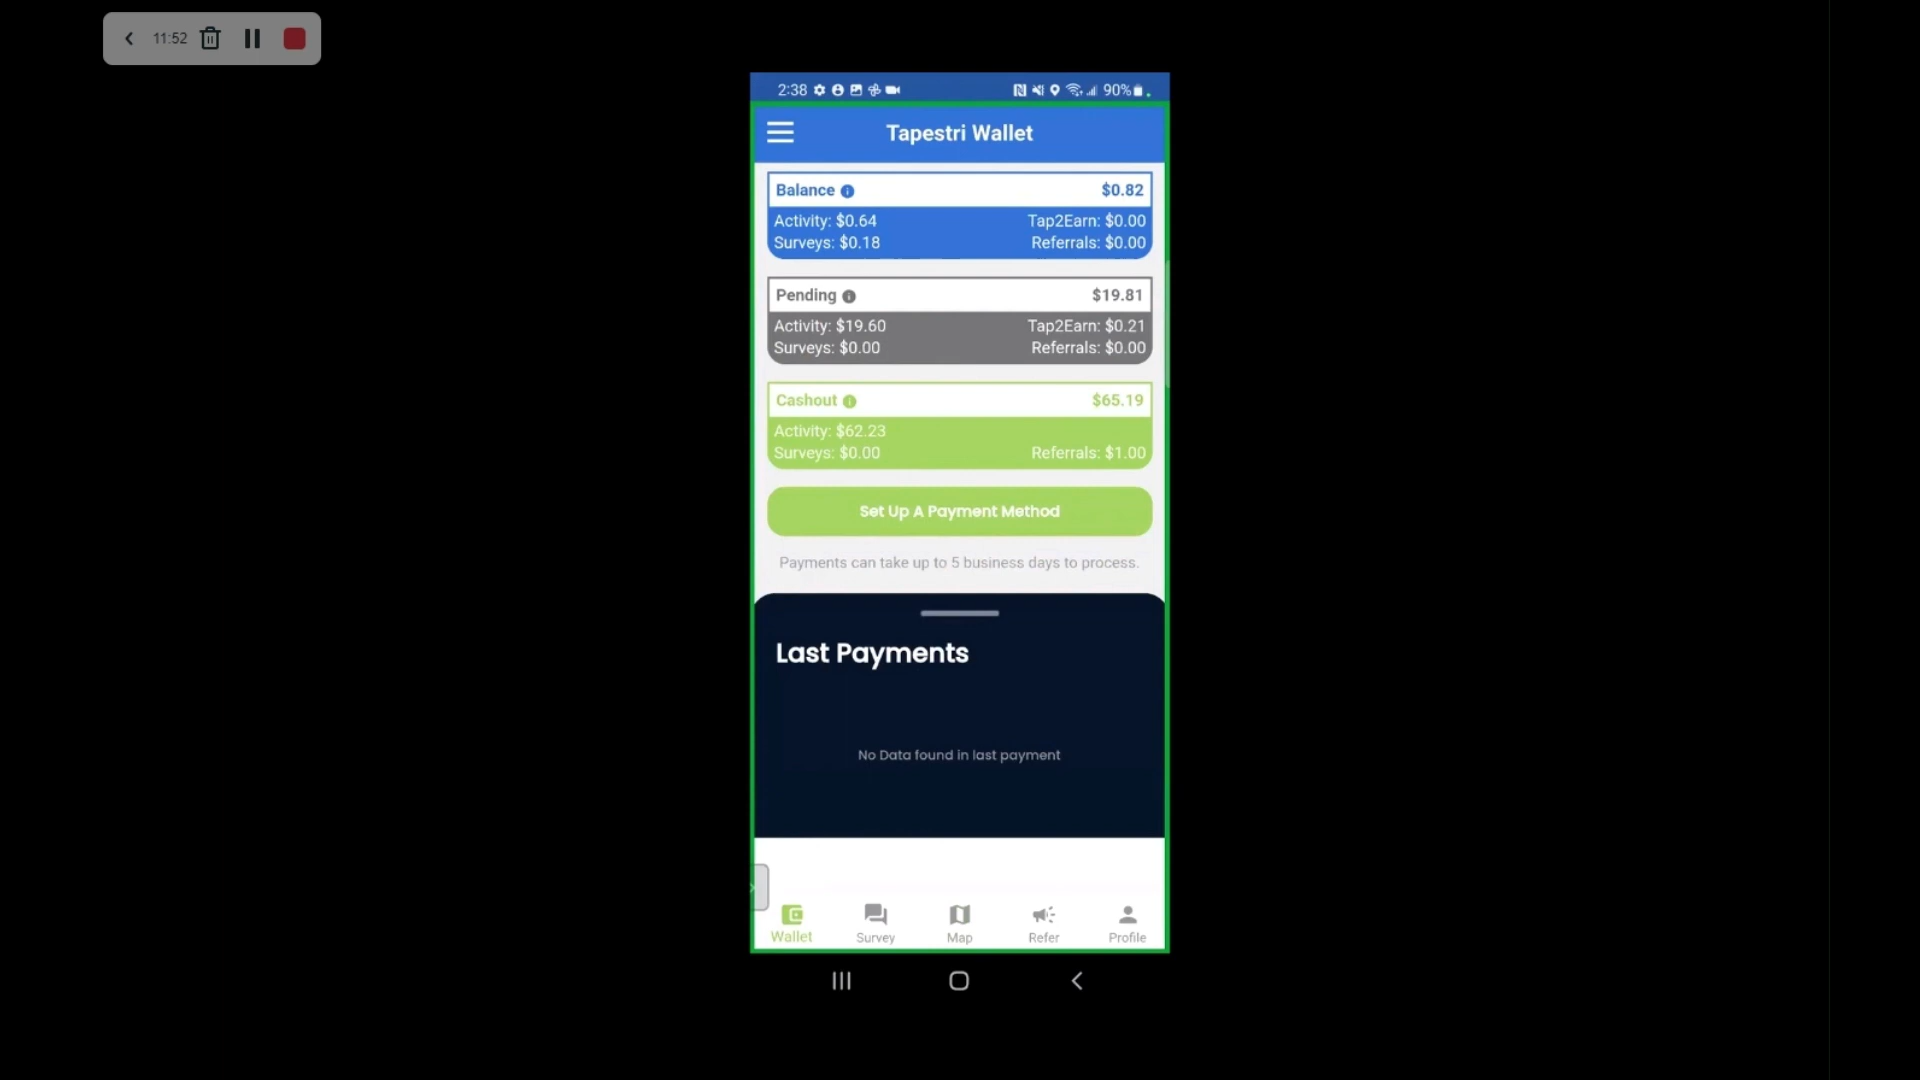 11:52
2:38
90%
Tapestri Wallet
Balance
$0.82
Activity: $0.64
Tap2Earn: $0.00
Surveys: $0.18
Referrals: $0.00
Pending
$19.81
Activity: $19.60
Tap2Earn: $0.21
Surveys: $0.00
Referrals: $0.00
Cashout
$65.19
Activity: $62.23
Surveys: $0.00
Referrals: $1.00
Set Up A Payment Method
Payments can take up to 5 business days to process.
Last Payments
No Data found in last payment
Wallet
Survey
Map
Refer
Profile